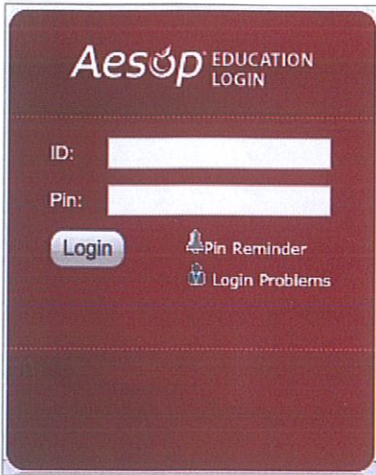 Aesop EDUCATION
LOGIN
ID:
Pin:
Login
Pin Reminder
Login Problems